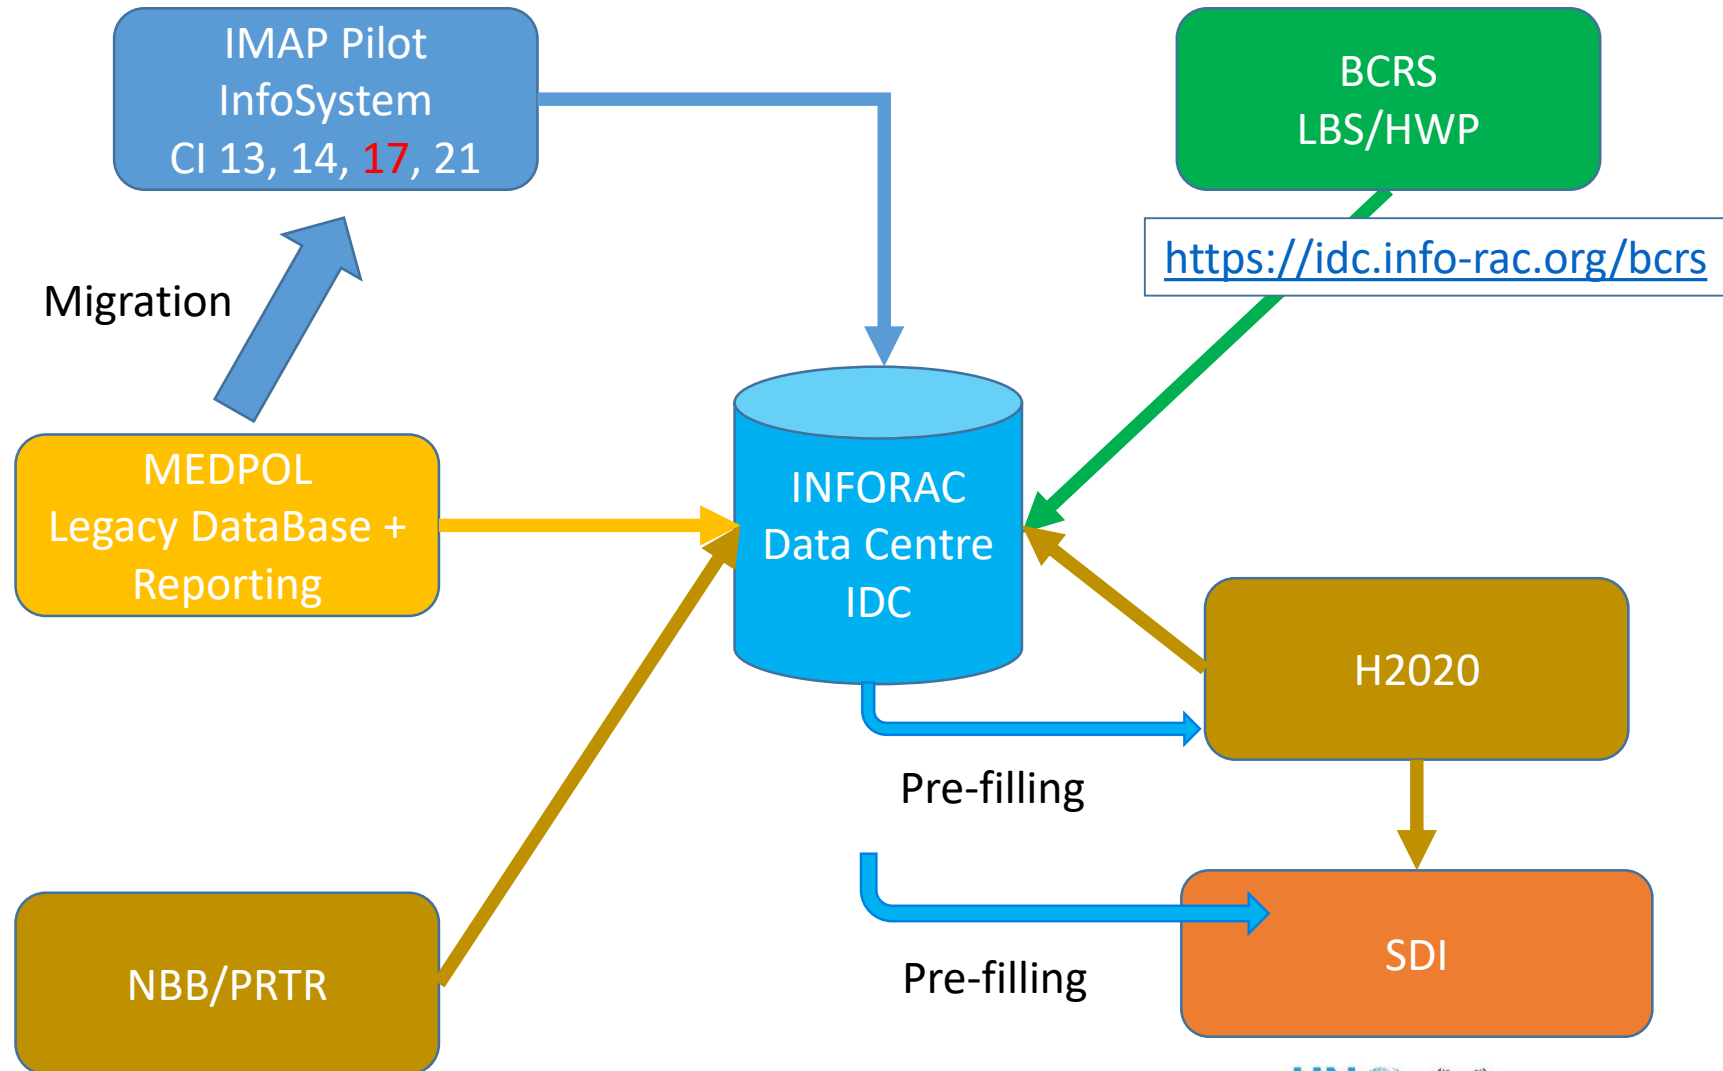 IMAP Pilot
InfoSystem
CI 13, 14, 17, 21
BCRS
LBS/HWP
https://idc.info-rac.org/bcrs
Migration
MEDPOL
Legacy DataBase +
Reporting
INFORAC
Data Centre
IDC
H2020
Pre-filling
NBB/PRTR
Pre-filling
SDI